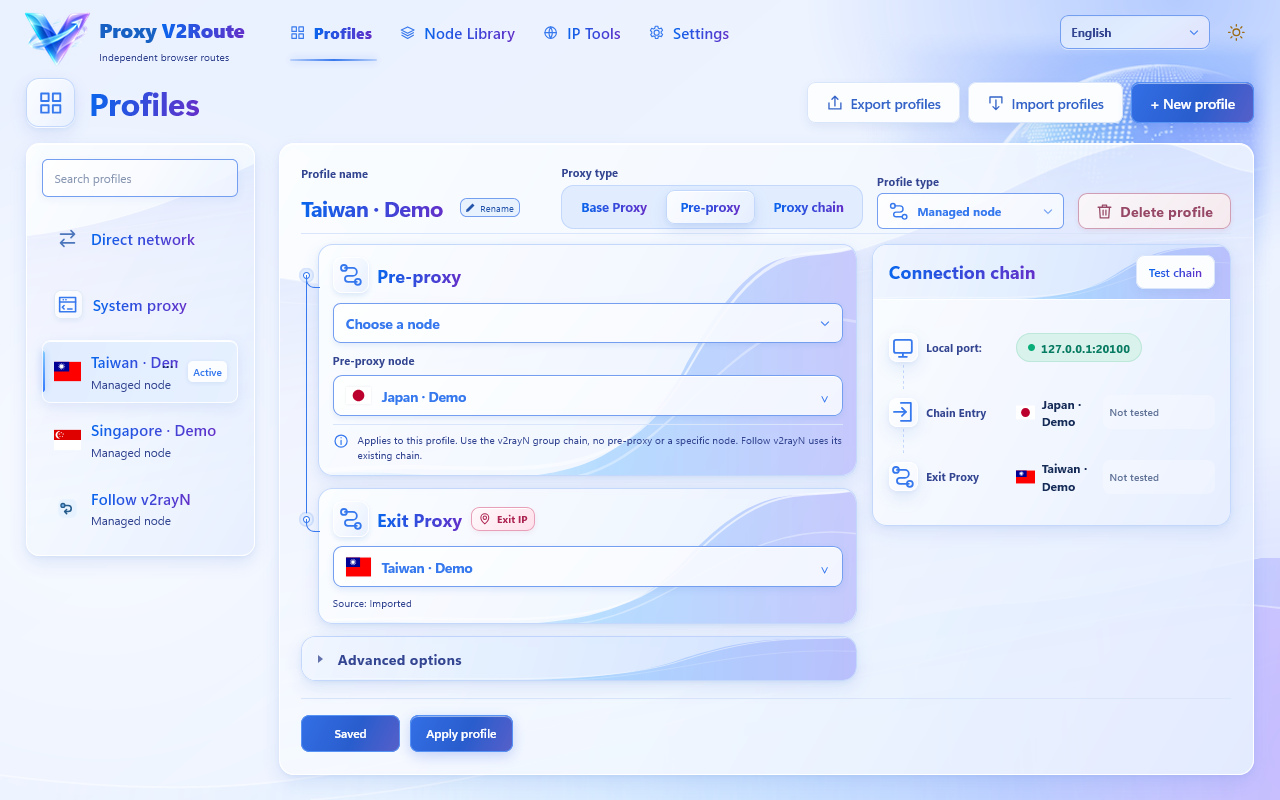 Proxy V2Route
Independent browser routes
Profiles
Node Library
IP Tools
Settings
English
Profiles
Export profiles
Import profiles
+ New profile
Search profiles
Direct network
System proxy
Taiwan · Dem
Managed node
Active
Singapore · Demo
Managed node
Follow v2rayN
Managed node
Profile name
Taiwan · Demo
Rename
Proxy type
Base Proxy
Pre-proxy
Proxy chain
Profile type
Managed node
Delete profile
Pre-proxy
Choose a node
Pre-proxy node
Japan · Demo
Applies to this profile. Use the v2rayN group chain, no pre-proxy or a specific node. Follow v2rayN uses its
existing chain.
Exit Proxy
Exit IP
Taiwan · Demo
Source: Imported
Advanced options
Saved
Apply profile
Connection chain
Test chain
Local port:
127.0.0.1:20100
Chain Entry
Japan ·
Demo
Not tested
Exit Proxy
Taiwan ·
Demo
Not tested